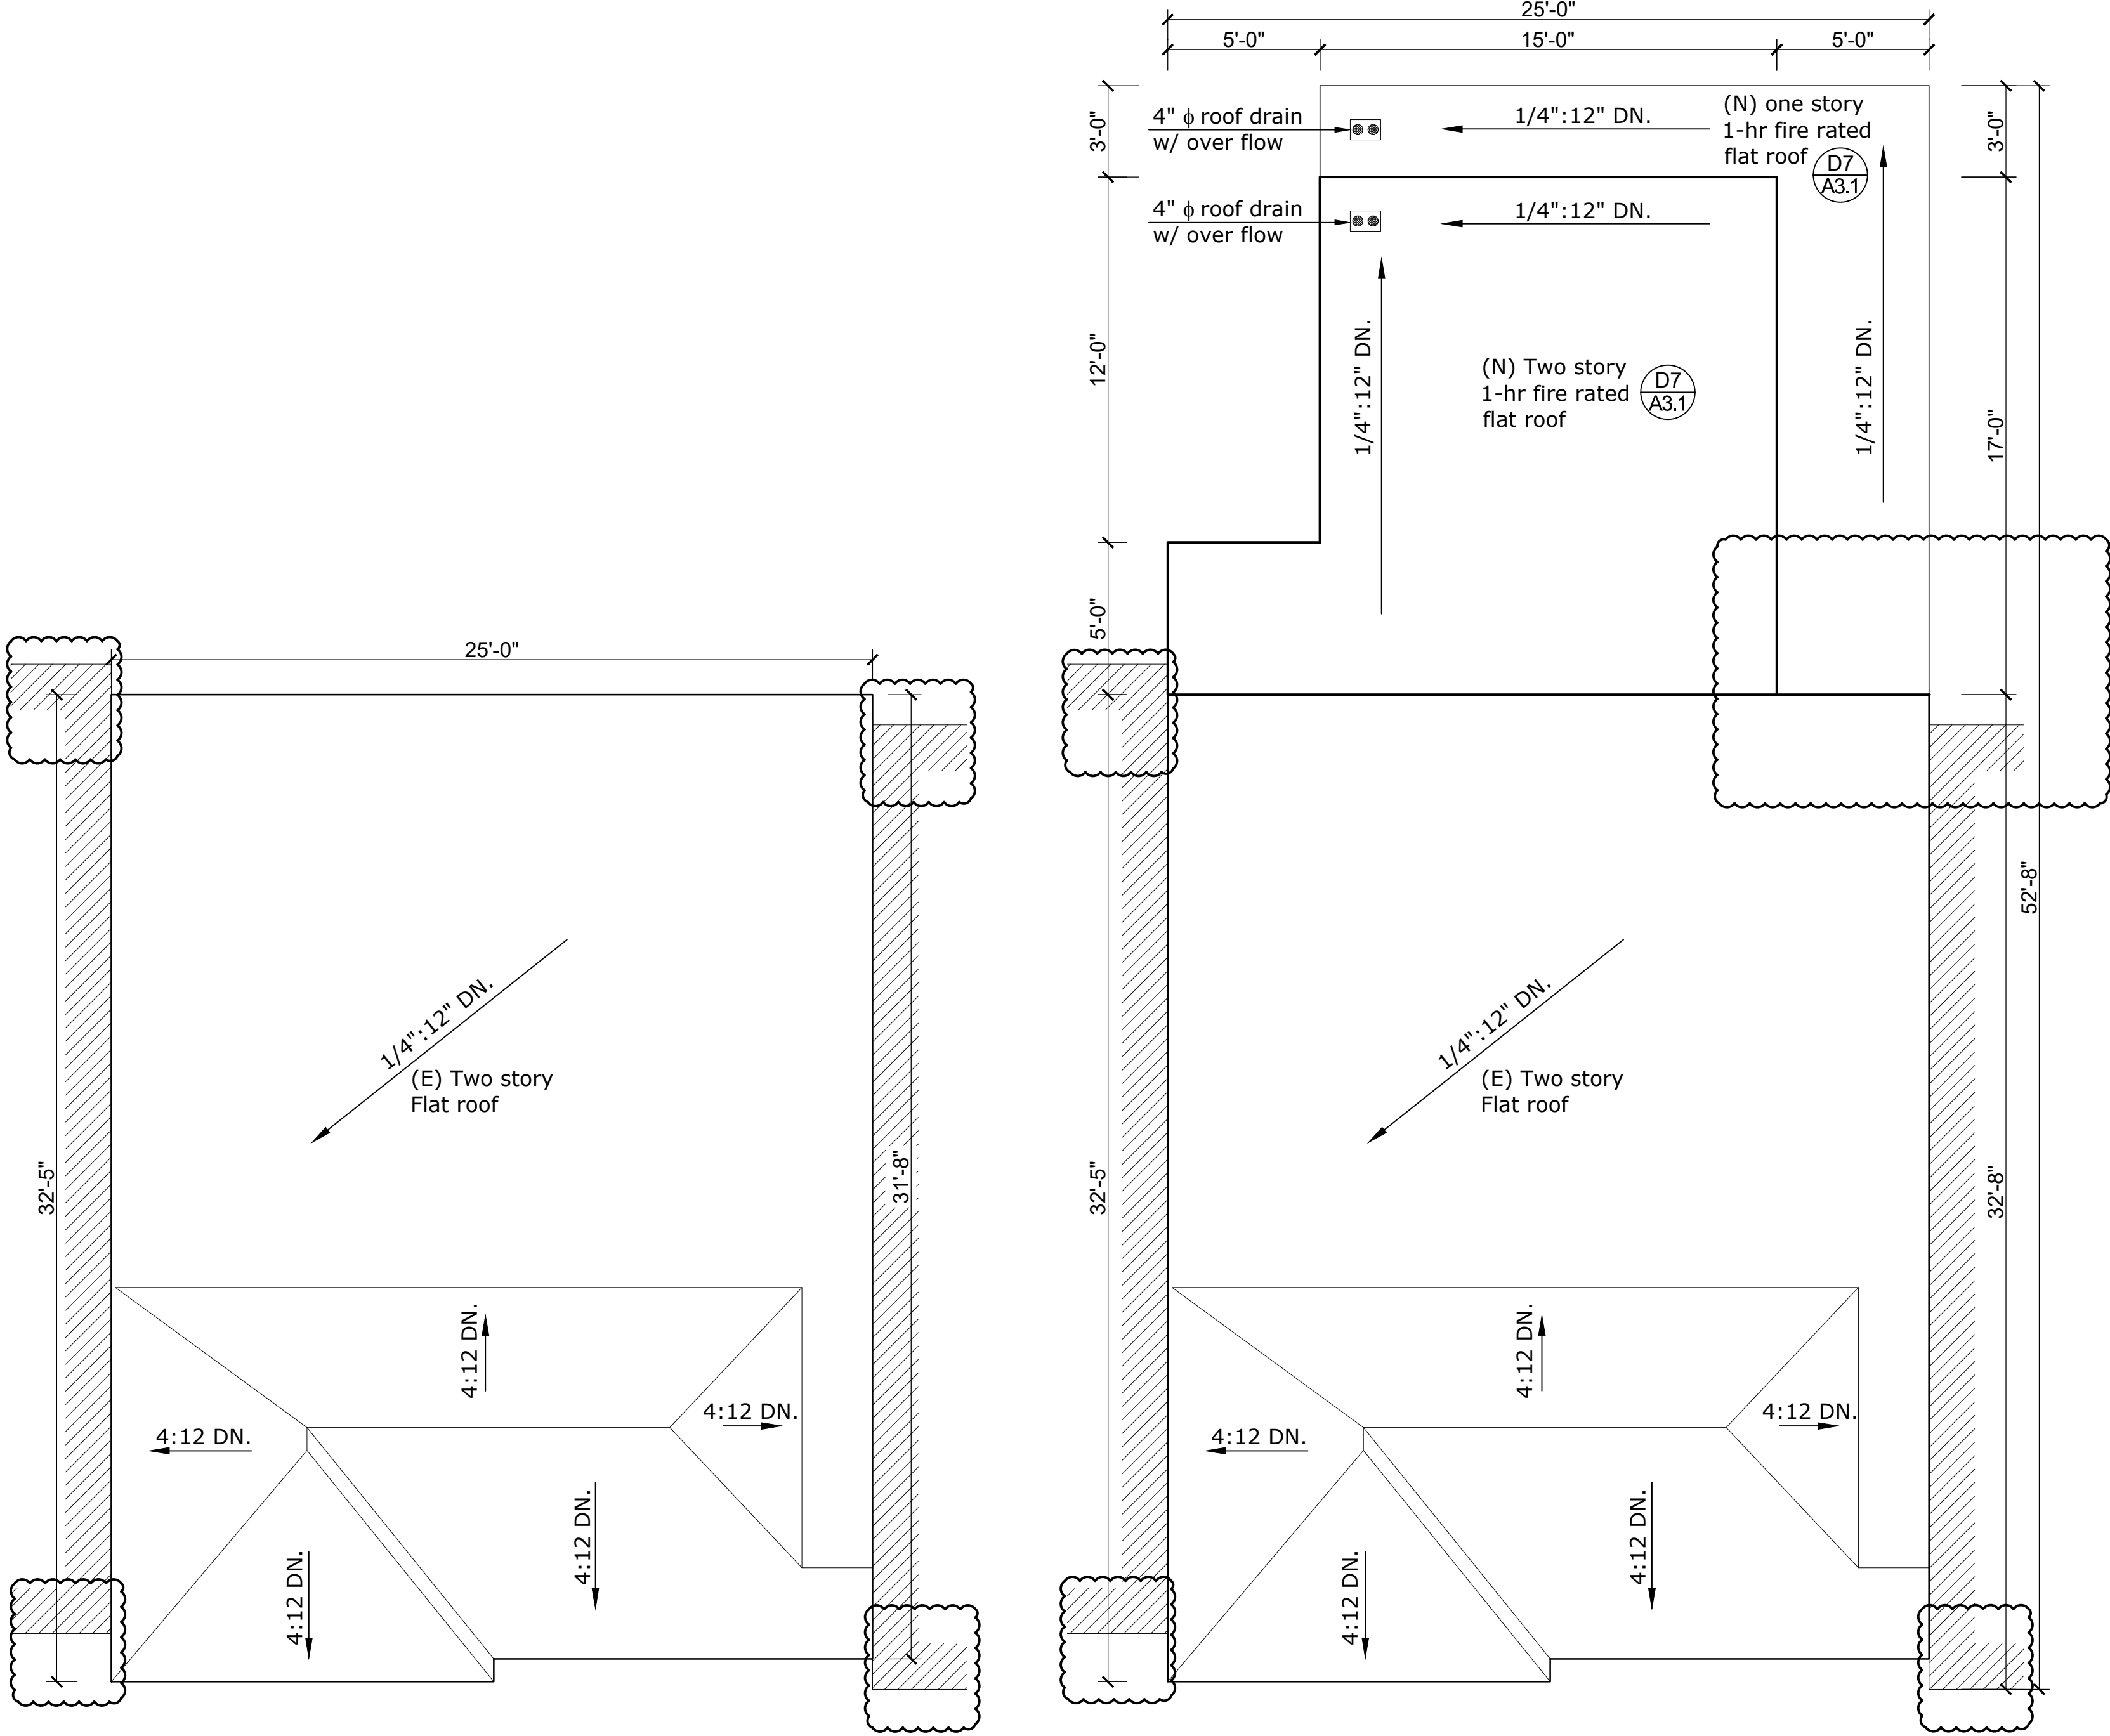 25'-0"
5'-0"
15'-0"
5'-0"
3'-0"
4" ϕ roof drain
w/ over flow
1/4":12" DN.
(N) one story
1-hr fire rated
flat roof
D7
A3.1
3'-0"
4" ϕ roof drain
w/ over flow
1/4":12" DN.
12'-0"
1/4":12" DN.
(N) Two story
1-hr fire rated
flat roof
D7
A3.1
1/4":12" DN.
17'-0"
5'-0"
25'-0"
32'-5"
1/4":12" DN.
(E) Two story
Flat roof
31'-8"
4:12 DN.
4:12 DN.
4:12 DN.
4:12 DN.
4:12 DN.
32'-5"
1/4":12" DN.
(E) Two story
Flat roof
52'-8"
32'-8"
4:12 DN.
4:12 DN.
4:12 DN.
4:12 DN.
4:12 DN.